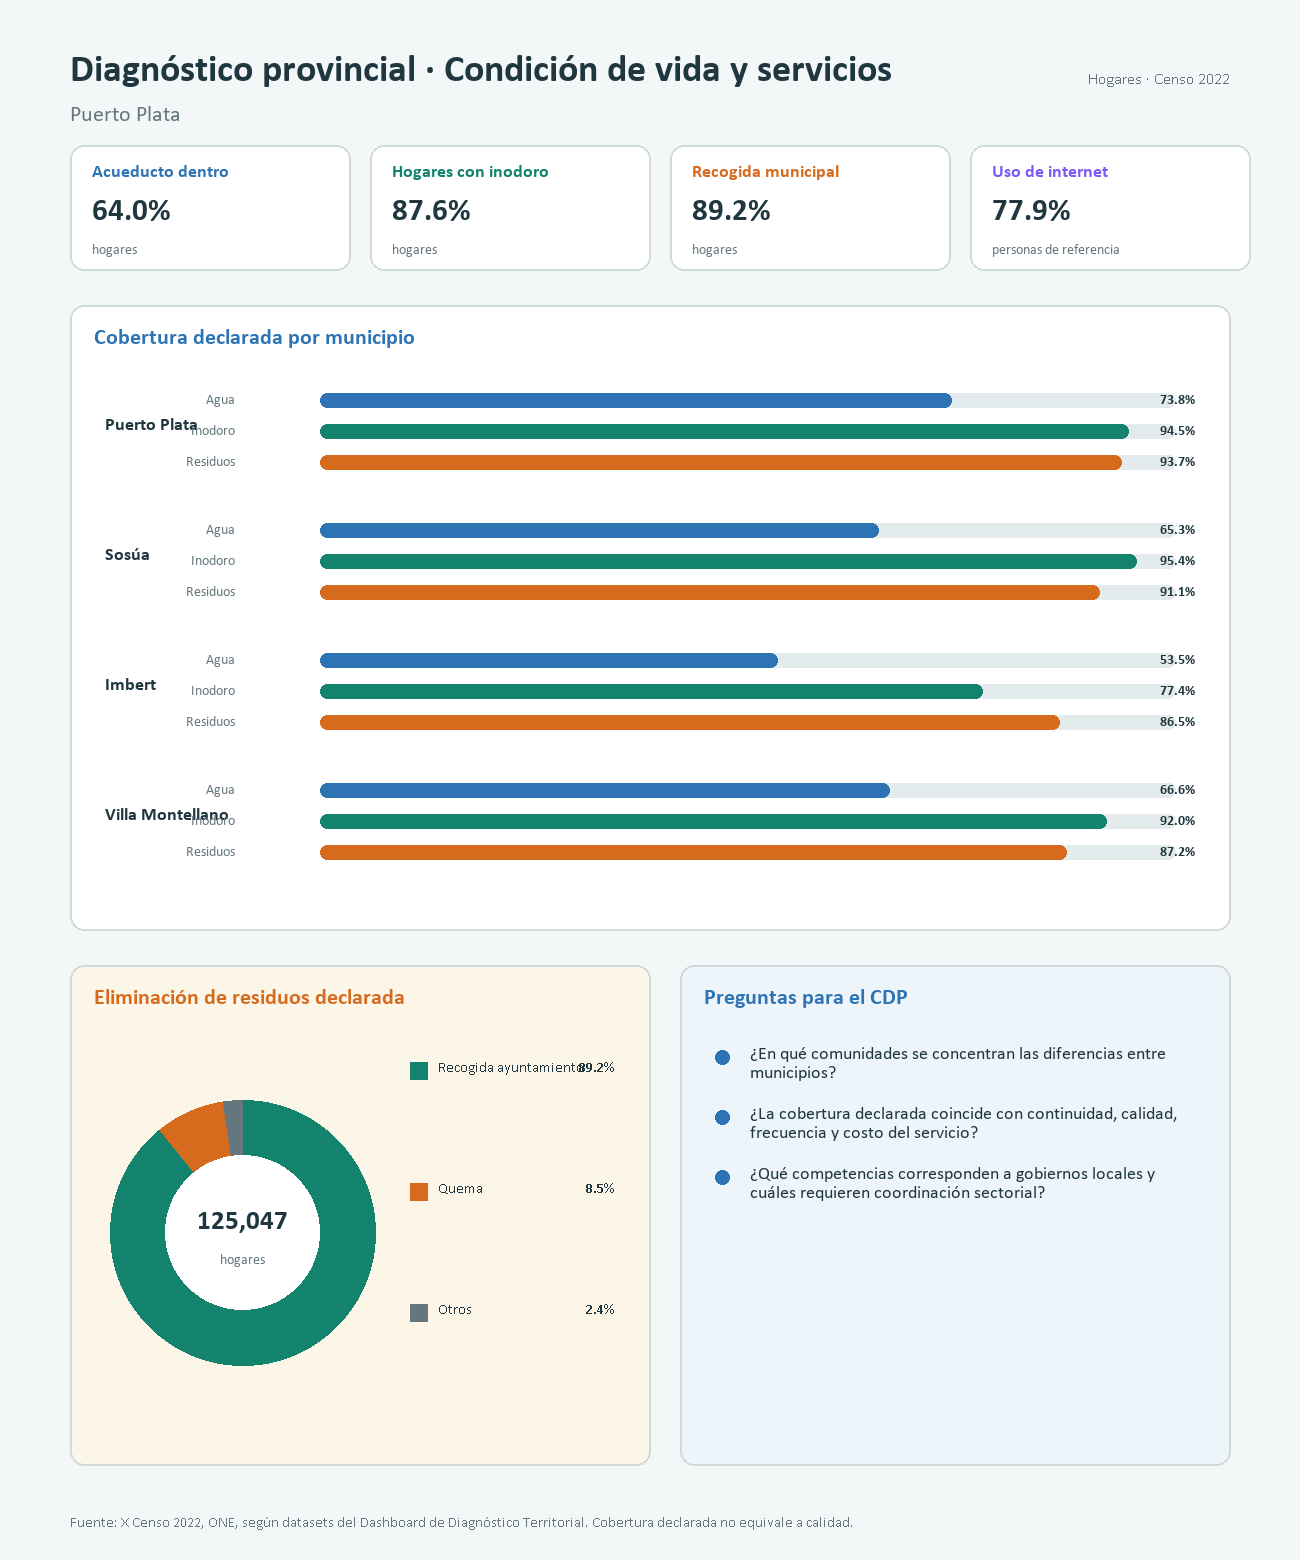 Diagnóstico provincial · Condición de vida y servicios
Hogares · Censo 2022
Puerto Plata
Acueducto dentro
64.0%
hogares
Hogares con inodoro
87.6%
hogares
Recogida municipal
89.2%
hogares
Uso de internet
77.9%
personas de referencia
Cobertura declarada por municipio
Puerto Plata
Agua
73.8%
Inodoro
94.5%
Residuos
93.7%
Sosúa
Agua
65.3%
Inodoro
95.4%
Residuos
91.1%
Imbert
Agua
53.5%
Inodoro
77.4%
Residuos
86.5%
Villa Montellano
Agua
66.6%
Inodoro
92.0%
Residuos
87.2%
Eliminación de residuos declarada
Recogida ayuntamiento
89.2%
Quema
8.5%
Otros
2.4%
125,047
hogares
Preguntas para el CDP
¿En qué comunidades se concentran las diferencias entre
municipios?
¿La cobertura declarada coincide con continuidad, calidad,
frecuencia y costo del servicio?
¿Qué competencias corresponden a gobiernos locales y
cuáles requieren coordinación sectorial?
Fuente: X Censo 2022, ONE, según datasets del Dashboard de Diagnóstico Territorial. Cobertura declarada no equivale a calidad.